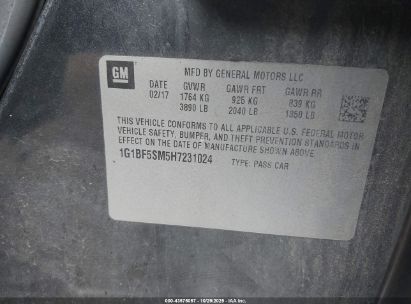 GM
MFD BY GENERAL MOTORS LLC
DATE GVWR GAWR FRT GAWR RR
02/17 1764 KG 925 KG 839 KG
3890 LB 2040 LB 1850 LB
THIS VEHICLE CONFORMS TO ALL APPLICABLE U.S. FEDERAL MOTOR
VEHICLE SAFETY, BUMPER, AND THEFT PREVENTION STANDARDS IN
EFFECT ON THE DATE OF MANUFACTURE SHOWN ABOVE.
1G1BF5SM5H7231024 TYPE: PASS CAR